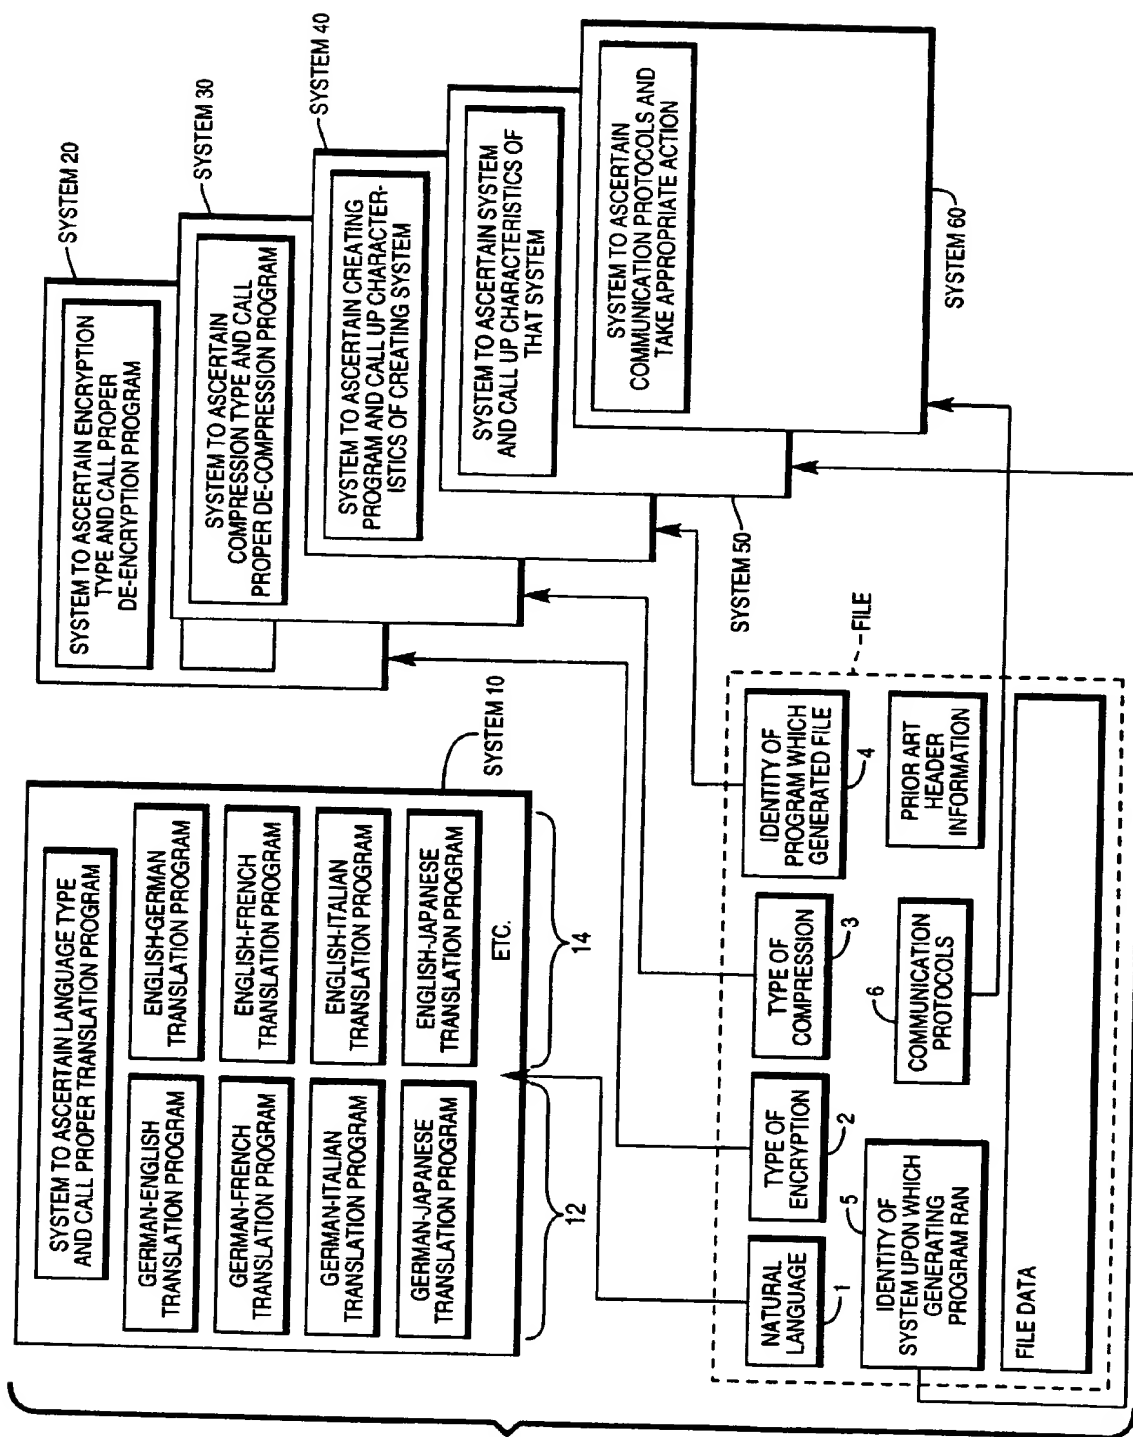 SYSTEM TO ASCERTAIN LANGUAGE TYPE
AND CALL PROPER TRANSLATION PROGRAM
GERMAN-ENGLISH
TRANSLATION PROGRAM
ENGLISH-GERMAN
TRANSLATION PROGRAM
GERMAN-FRENCH
TRANSLATION PROGRAM
ENGLISH-FRENCH
TRANSLATION PROGRAM
GERMAN-ITALIAN
TRANSLATION PROGRAM
ENGLISH-ITALIAN
TRANSLATION PROGRAM
GERMAN-JAPANESE
TRANSLATION PROGRAM
ENGLISH-JAPANESE
TRANSLATION PROGRAM
ETC.
12
14
SYSTEM 10
SYSTEM 20
SYSTEM TO ASCERTAIN ENCRYPTION
TYPE AND CALL PROPER
DE-ENCRYPTION PROGRAM
SYSTEM 30
SYSTEM TO ASCERTAIN
COMPRESSION TYPE AND CALL
PROPER DE-COMPRESSION PROGRAM
SYSTEM 40
SYSTEM TO ASCERTAIN CREATING
PROGRAM AND CALL UP CHARACTER-
ISTICS OF CREATING SYSTEM
SYSTEM TO ASCERTAIN SYSTEM
AND CALL UP CHARACTERISTICS OF
THAT SYSTEM
SYSTEM 50
SYSTEM TO ASCERTAIN
COMMUNICATION PROTOCOLS AND
TAKE APPROPRIATE ACTION
SYSTEM 60
FILE
NATURAL
LANGUAGE
1
TYPE OF
ENCRYPTION
2
TYPE OF
COMPRESSION
3
IDENTITY OF
PROGRAM WHICH
GENERATED FILE
4
5
IDENTITY OF
SYSTEM UPON WHICH
GENERATING
PROGRAM RAN
6
COMMUNICATION
PROTOCOLS
PRIOR ART
HEADER
INFORMATION
FILE DATA